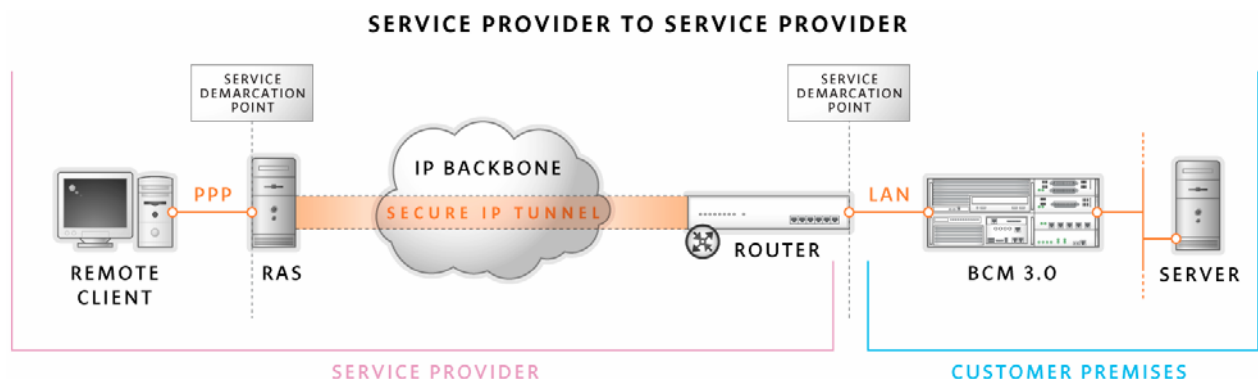 SERVICE PROVIDER TO SERVICE PROVIDER
SERVICE
DEMARCATION
POINT
SERVICE
DEMARCATION
POINT
IP BACKBONE
PPP
SECURE IP TUNNEL
LAN
ROUTER
REMOTE
CLIENT
RAS
BCM 3.0
SERVER
SERVICE PROVIDER
CUSTOMER PREMISES